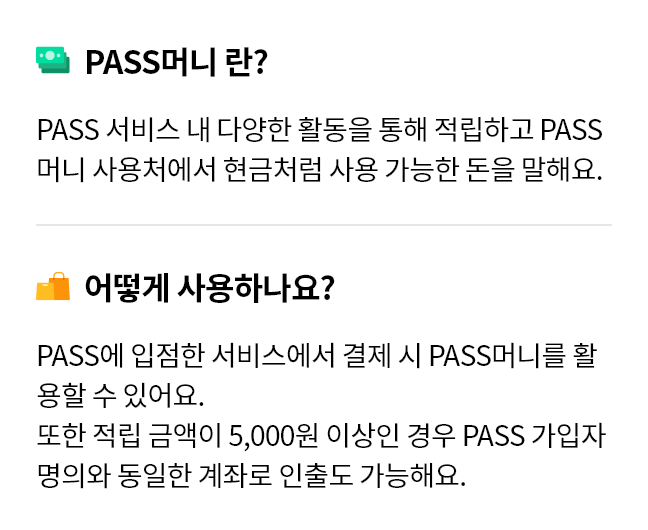 PASS머니 란?
PASS 서비스 내 다양한 활동을 통해 적립하고 PASS
머니 사용처에서 현금처럼 사용 가능한 돈을 말해요.
어떻게 사용하나요?
PASS에 입점한 서비스에서 결제 시 PASS머니를 활
용할 수 있어요.
또한 적립 금액이 5,000원 이상인 경우 PASS 가입자
명의와 동일한 계좌로 인출도 가능해요.